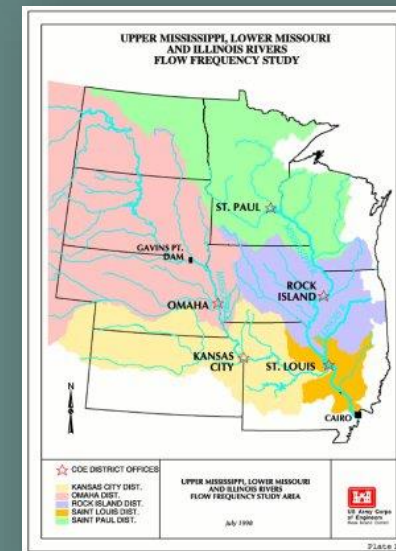 UPPER MISSISSIPPI, LOWER MISSOURI
AND ILLINOIS RIVERS
FLOW FREQUENCY STUDY
ST. PAUL
GAVINS PT.
DAM
ROCK
ISLAND
OMAHA
KANSAS
CITY
ST. LOUIS
CAIRO
N
COE DISTRICT OFFICES
KANSAS CITY DIST.
OMAHA DIST.
ROCK ISLAND DIST.
SAINT LOUIS DIST.
SAINT PAUL DIST.
UPPER MISSISSIPPI, LOWER MISSOURI
AND ILLINOIS RIVERS
FLOW FREQUENCY STUDY AREA
July 1998
US Army Corps
of Engineers
Plate